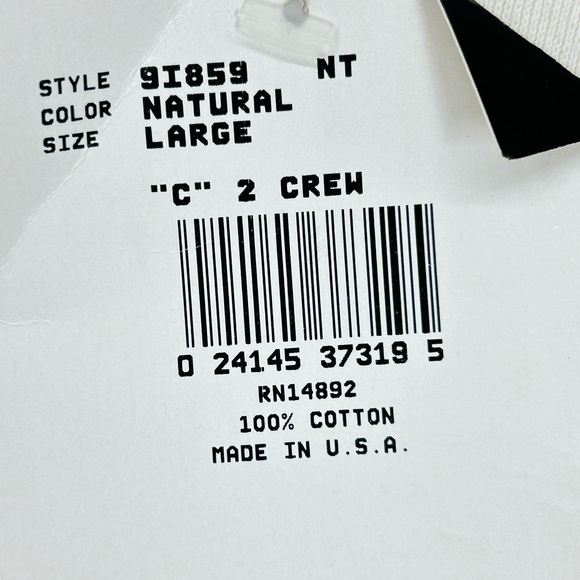 STYLE 9I859 NT
COLOR NATURAL
SIZE LARGE
"C" 2 CREW
0 24145 37319 5
RN14892
100% COTTON
MADE IN U.S.A.